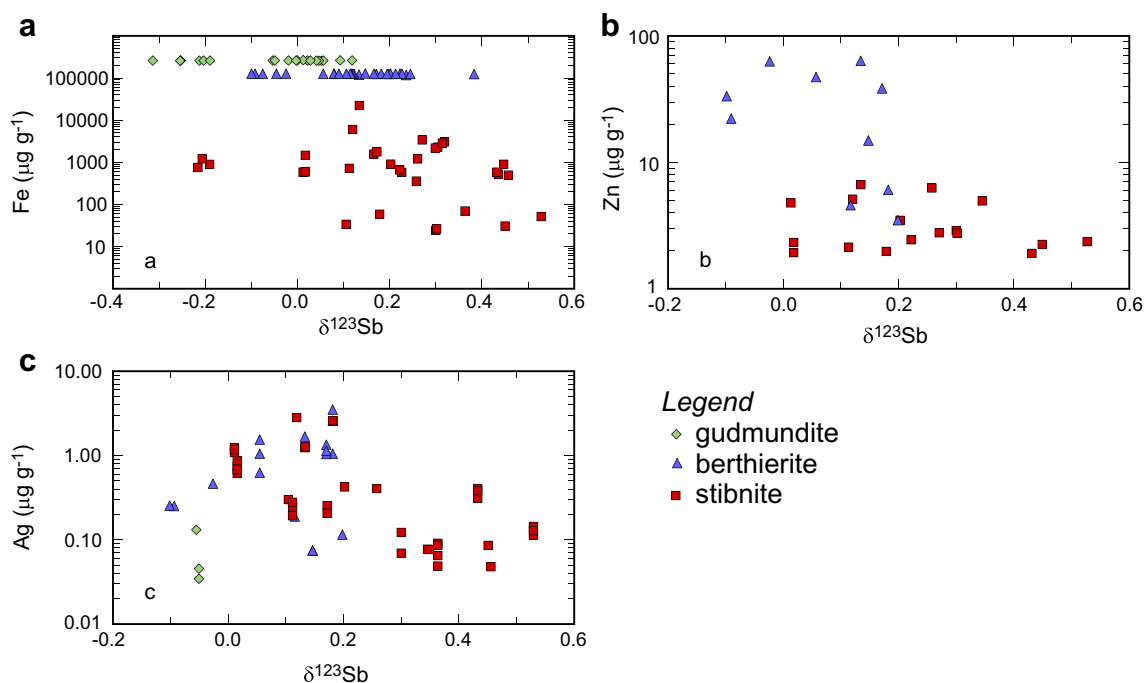 a
Fe (µg g⁻¹)
100000
10000
1000
100
10
a
-0.4 -0.2 0.0 0.2 0.4 0.6
δ¹²³Sb
b
Zn (µg g⁻¹)
100
10
1
b
-0.2 0.0 0.2 0.4 0.6
δ¹²³Sb
c
Ag (µg g⁻¹)
10.00
1.00
0.10
0.01
c
-0.2 0.0 0.2 0.4 0.6
δ¹²³Sb
Legend
gudmundite
berthierite
stibnite